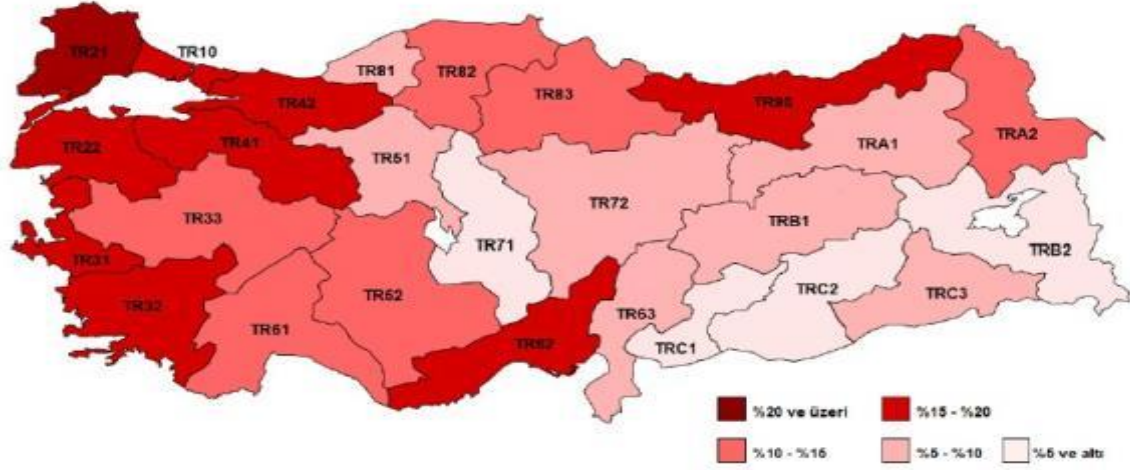 TR21
TR10
TR81
TR82
TR42
TR83
TR90
TR22
TR41
TR51
TRA1
TRA2
TR33
TR72
TRB1
TR71
TRB2
TR31
TR32
TR52
TRC2
TRC3
TR61
TR62
TR63
TRC1
%20 ve üzeri
%15 - %20
%10 - %15
%5 - %10
%5 ve altı